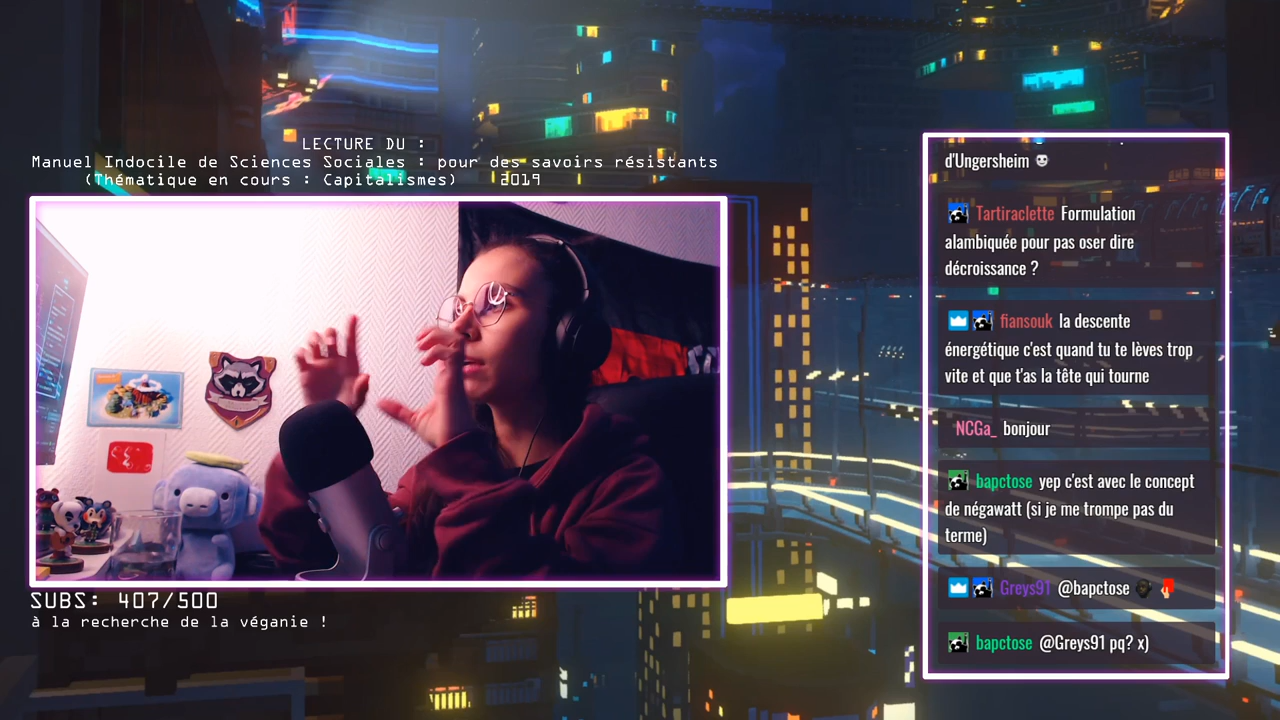 LECTURE DU :
Manuel Indocile de Sciences Sociales : pour des savoirs résistants
(Thématique en cours : Capitalismes) 2019
SUBS: 407/500
à la recherche de la véganie !
d'Ungersheim
Tartiraclette Formulation
alambiquée pour pas oser dire
décroissance ?
fiansouk la descente
énergétique c'est quand tu te lèves trop
vite et que t'as la tête qui tourne
NCGa_ bonjour
bapctose yep c'est avec le concept
de négawatt (si je me trompe pas du
terme)
Greys91 @bapctose
bapctose @Greys91 pq? x)